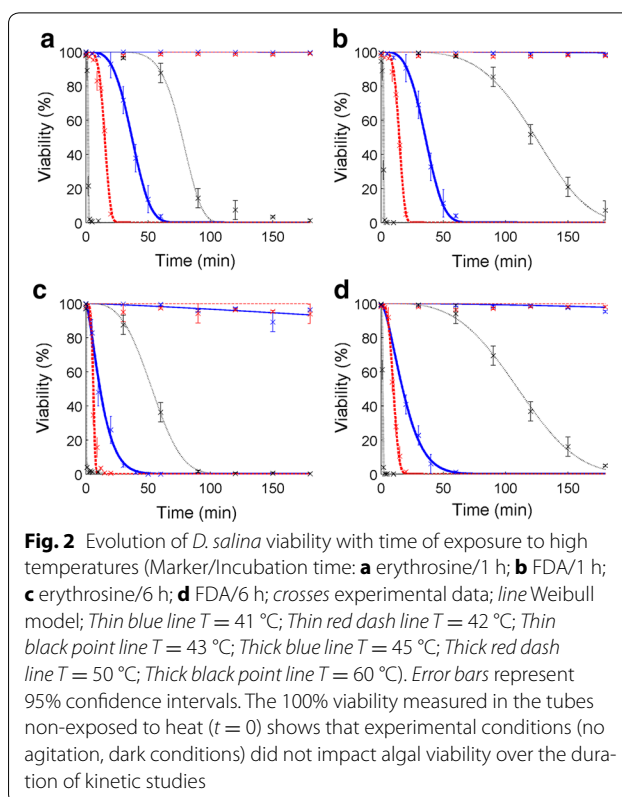 a
b
100
80
60
40
20
0
Viability (%)
0 50 100 150
Time (min)
100
80
60
40
20
0
Viability (%)
0 50 100 150
Time (min)
c
d
100
80
60
40
20
0
Viability (%)
0 50 100 150
Time (min)
100
80
60
40
20
0
Viability (%)
0 50 100 150
Time (min)
Fig. 2 Evolution of D. salina viability with time of exposure to high
temperatures (Marker/Incubation time: a erythrosine/1 h; b FDA/1 h;
c erythrosine/6 h; d FDA/6 h; crosses experimental data; line Weibull
model; Thin blue line T = 41 °C; Thin red dash line T = 42 °C; Thin
black point line T = 43 °C; Thick blue line T = 45 °C; Thick red dash
line T = 50 °C; Thick black point line T = 60 °C). Error bars represent
95% confidence intervals. The 100% viability measured in the tubes
non-exposed to heat (t = 0) shows that experimental conditions (no
agitation, dark conditions) did not impact algal viability over the dura-
tion of kinetic studies